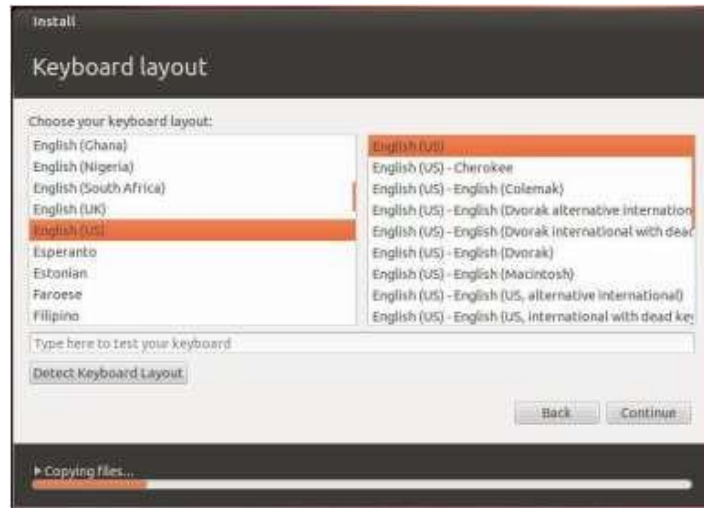 Install
Keyboard layout
Choose your keyboard layout:
English (Ghana)
English (Nigeria)
English (South Africa)
English (UK)
English (US)
Esperanto
Estonian
Faroese
Filipino
English (US)
English (US) - Cherokee
English (US) - English (Colemak)
English (US) - English (Dvorak alternative internation
English (US) - English (Dvorak international with dead
English (US) - English (Dvorak)
English (US) - English (Macintosh)
English (US) - English (US, alternative international)
English (US) - English (US, international with dead key
Type here to test your keyboard
Detect Keyboard Layout
Back Continue
Copying files...